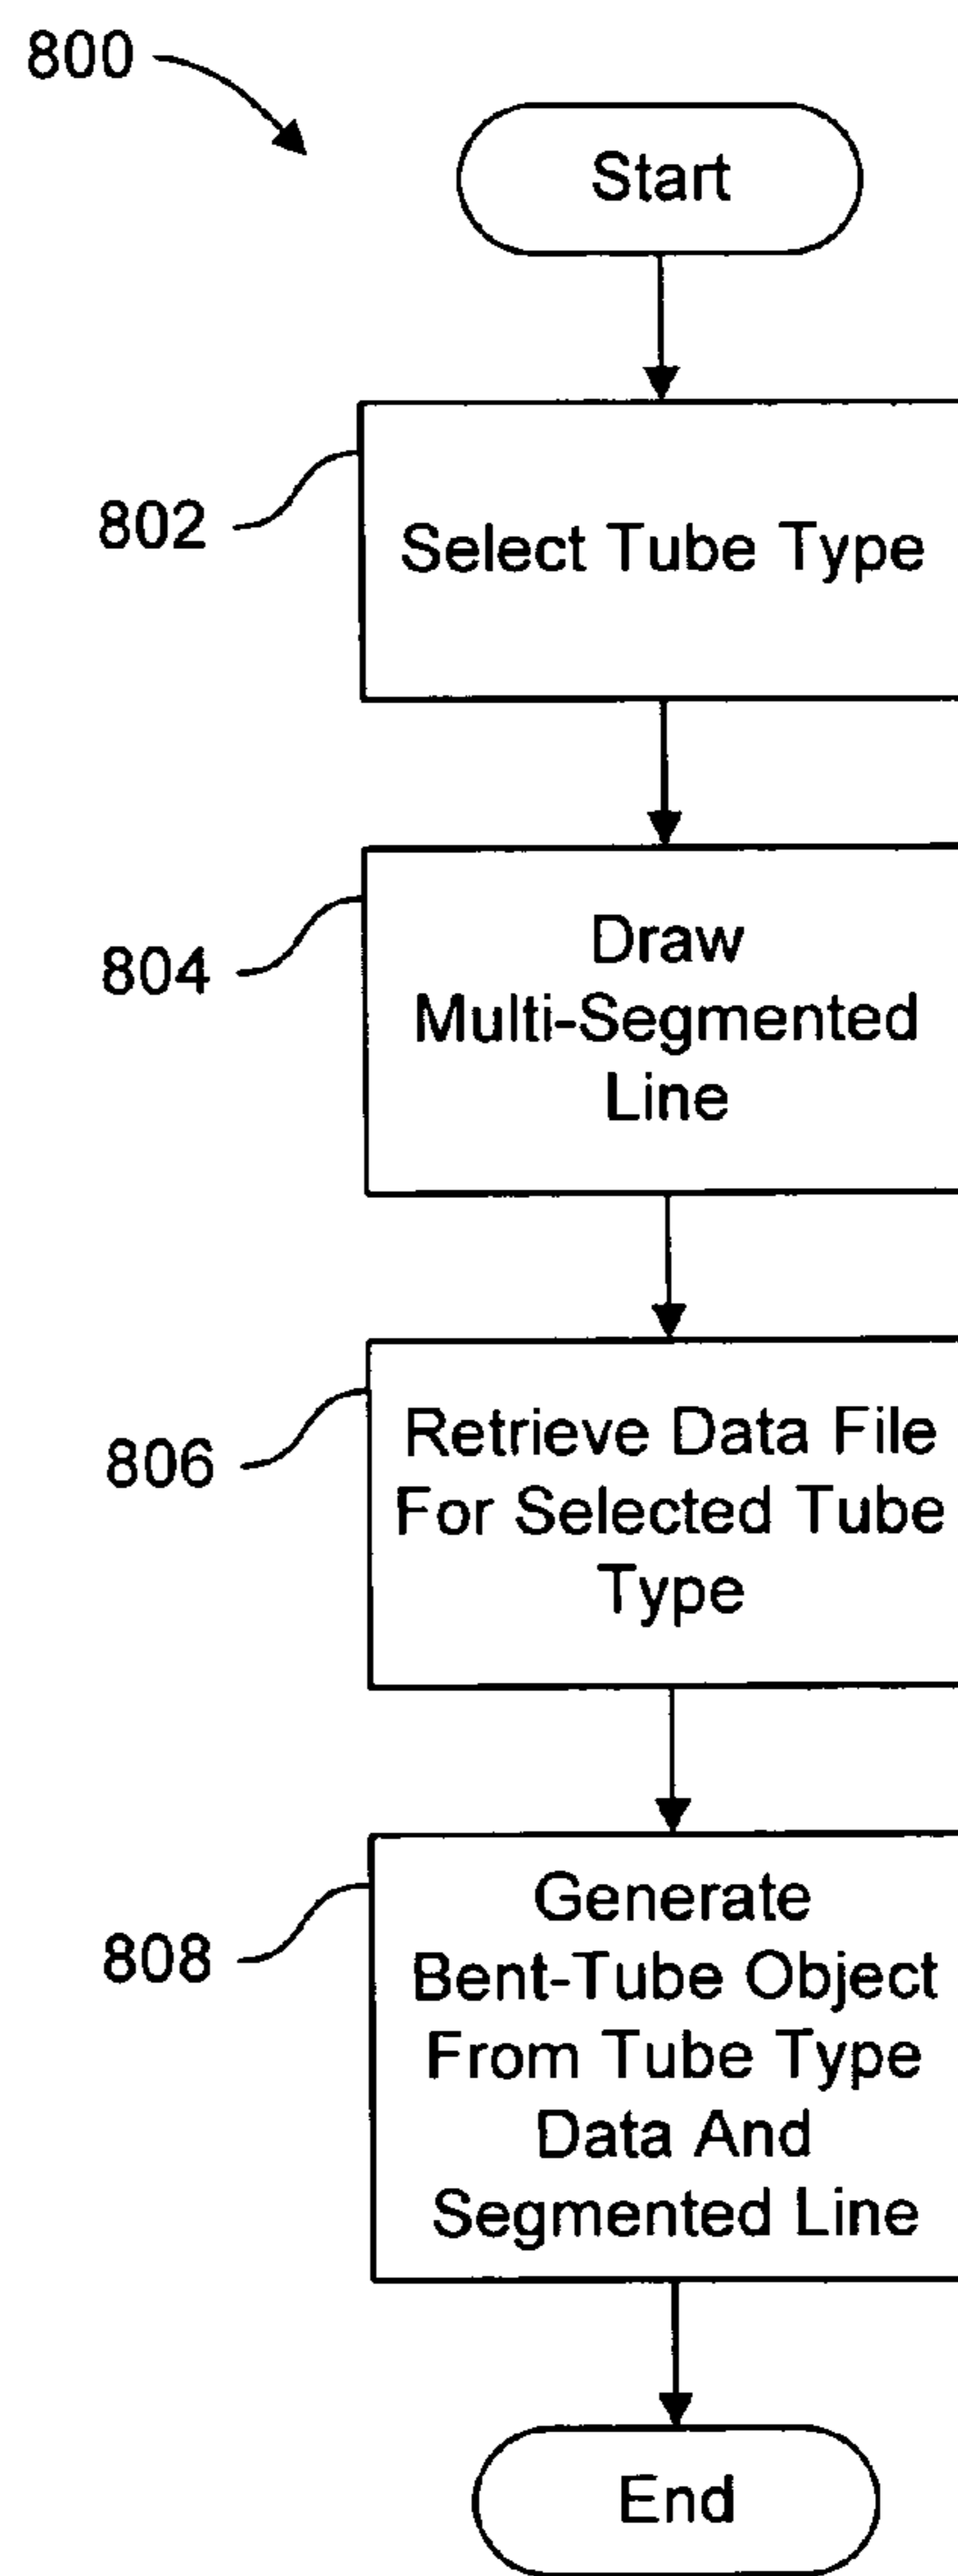 800
Start
802
Select Tube Type
804
Draw
Multi-Segmented
Line
806
Retrieve Data File
For Selected Tube
Type
808
Generate
Bent-Tube Object
From Tube Type
Data And
Segmented Line
End